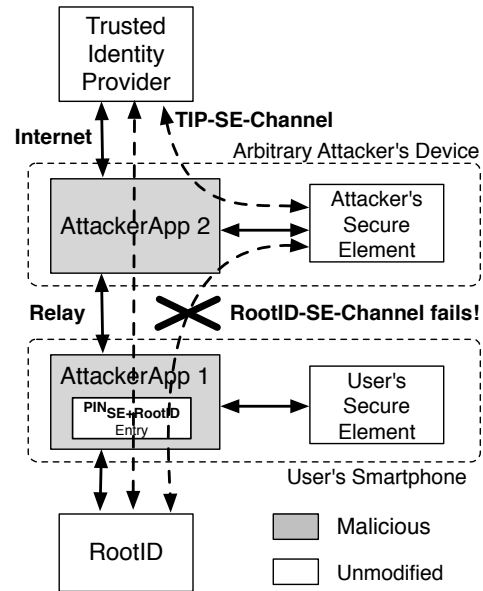 Trusted
Identity
Provider
Internet
TIP-SE-Channel
Arbitrary Attacker's Device
AttackerApp 2
Attacker's
Secure
Element
Relay
RootID-SE-Channel fails!
AttackerApp 1
PINSE+RootID
Entry
User's
Secure
Element
User's Smartphone
RootID
Malicious
Unmodified